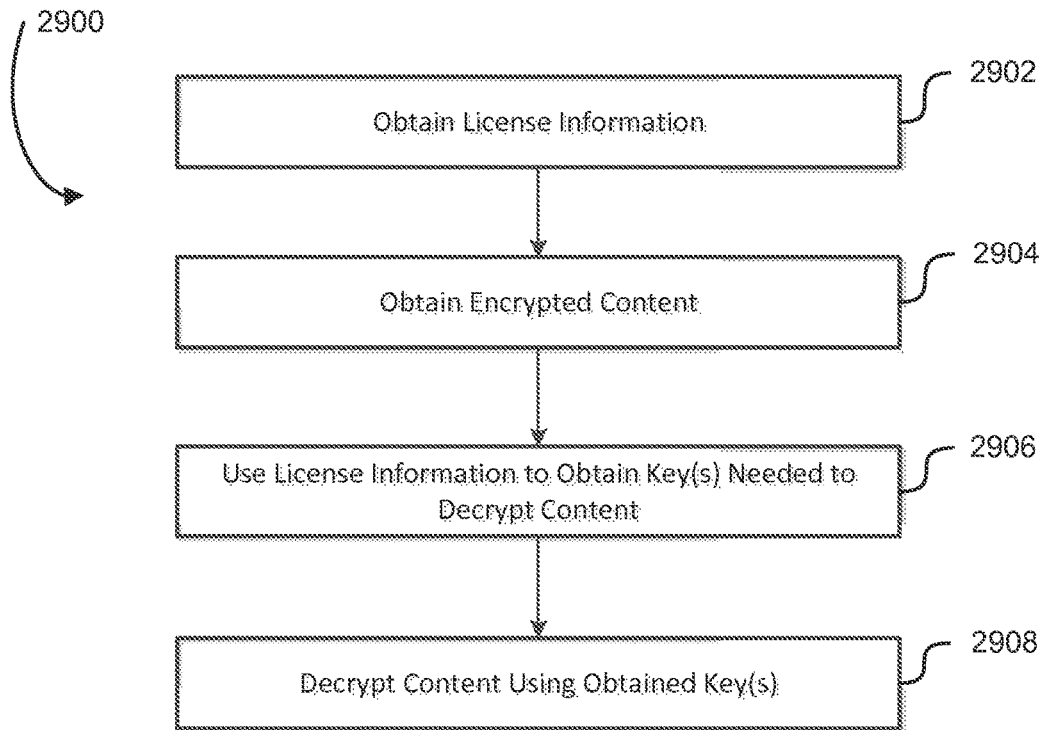 2900
2902
Obtain License Information
2904
Obtain Encrypted Content
2906
Use License Information to Obtain Key(s) Needed to
Decrypt Content
2908
Decrypt Content Using Obtained Key(s)